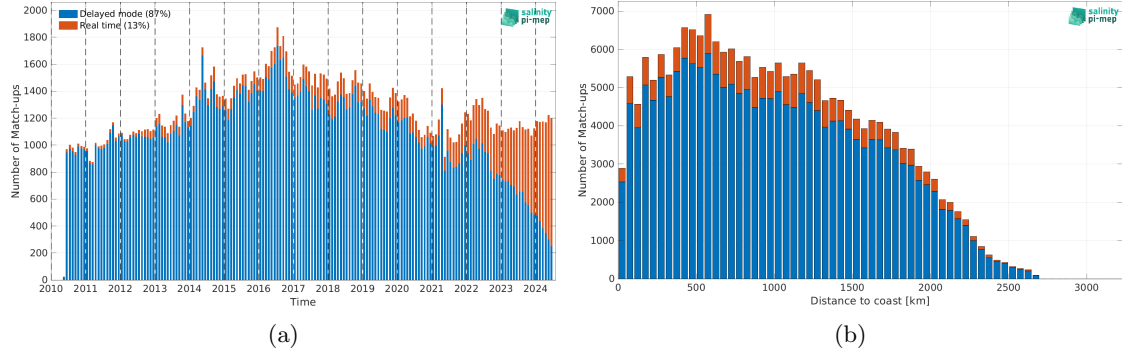 2000
1800
1600
1400
1200
1000
800
600
400
200
0
Number of Match-ups
Delayed mode (87%)
Real time (13%)
salinity
pi-mep
2010 2011 2012 2013 2014 2015 2016 2017 2018 2019 2020 2021 2022 2023 2024
Time
(a)
7000
6000
5000
4000
3000
2000
1000
0
Number of Match-ups
salinity
pi-mep
0 500 1000 1500 2000 2500 3000
Distance to coast [km]
(b)